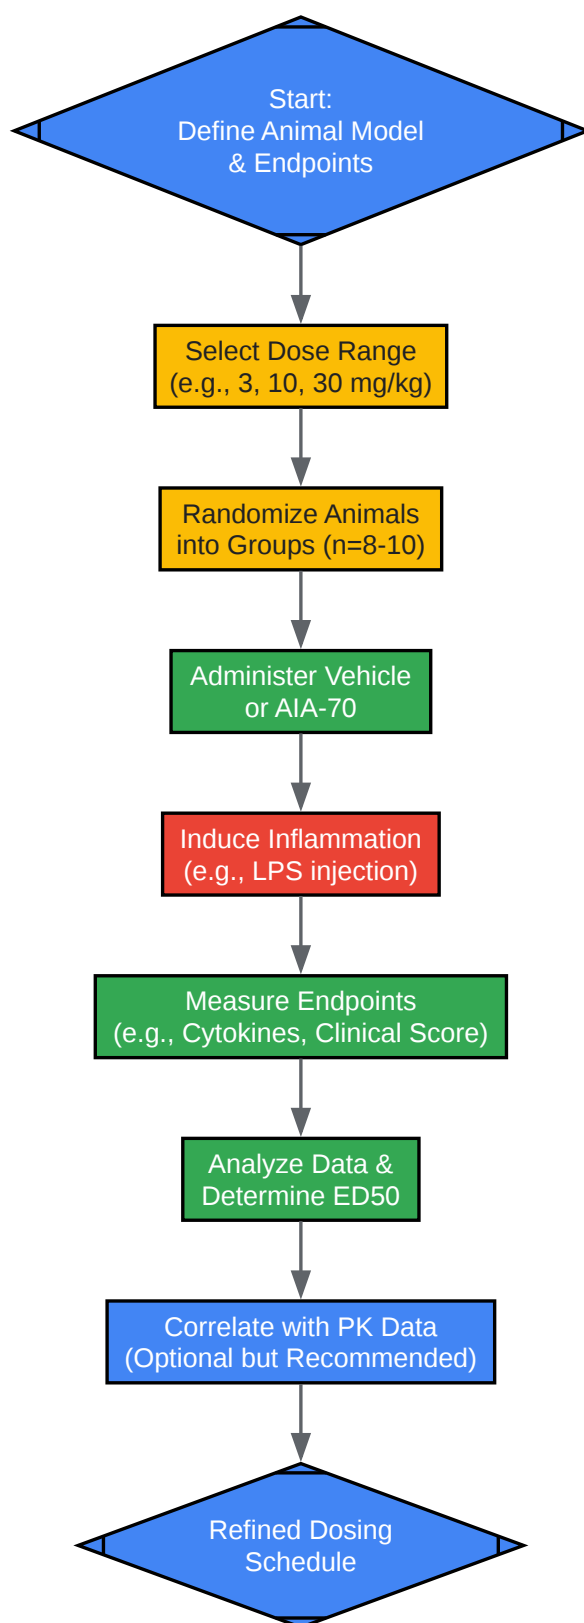 Start:
Define Animal Model
& Endpoints
Select Dose Range
(e.g., 3, 10, 30 mg/kg)
Randomize Animals
into Groups (n=8-10)
Administer Vehicle
or AIA-70
Induce Inflammation
(e.g., LPS injection)
Measure Endpoints
(e.g., Cytokines, Clinical Score)
Analyze Data &
Determine ED50
Correlate with PK Data
(Optional but Recommended)
Refined Dosing
Schedule